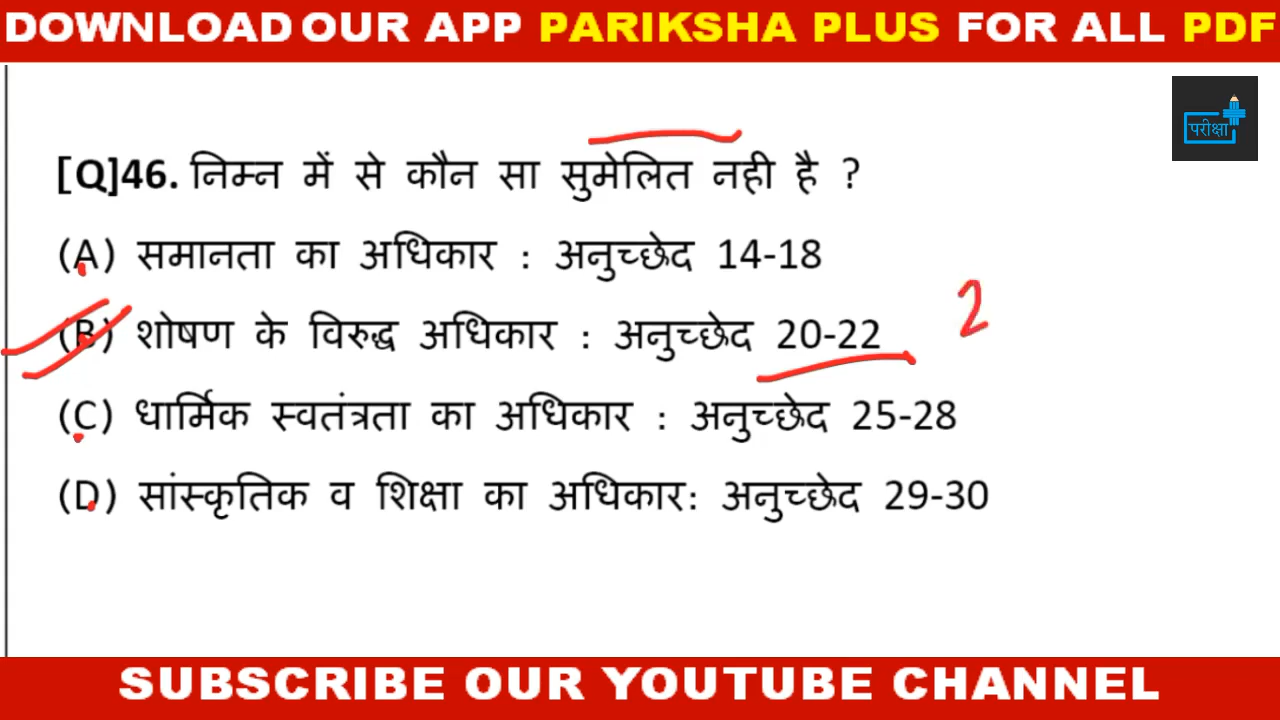 DOWNLOAD OUR APP PARIKSHA PLUS FOR ALL PDF
परीक्षा
[Q]46. निम्न में से कौन सा सुमेलित नही है ?
(A) समानता का अधिकार : अनुच्छेद 14-18
(B) शोषण के विरुद्ध अधिकार : अनुच्छेद 20-22 2
(C) धार्मिक स्वतंत्रता का अधिकार : अनुच्छेद 25-28
(D) सांस्कृतिक व शिक्षा का अधिकार: अनुच्छेद 29-30
SUBSCRIBE OUR YOUTUBE CHANNEL